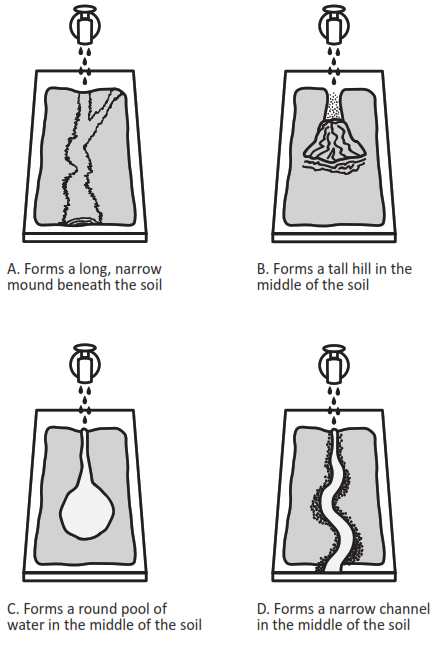 A. Forms a long, narrow
mound beneath the soil
B. Forms a tall hill in the
middle of the soil
C. Forms a round pool of
water in the middle of the soil
D. Forms a narrow channel
in the middle of the soil